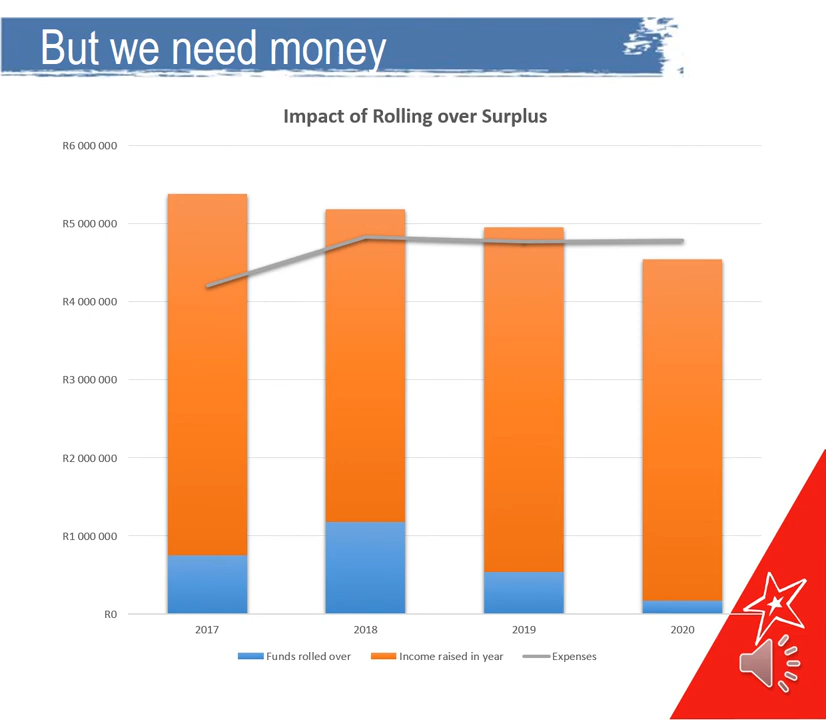 But we need money
Impact of Rolling over Surplus
R6 000 000
R5 000 000
R4 000 000
R3 000 000
R2 000 000
R1 000 000
R0
2017 2018 2019 2020
Funds rolled over Income raised in year Expenses